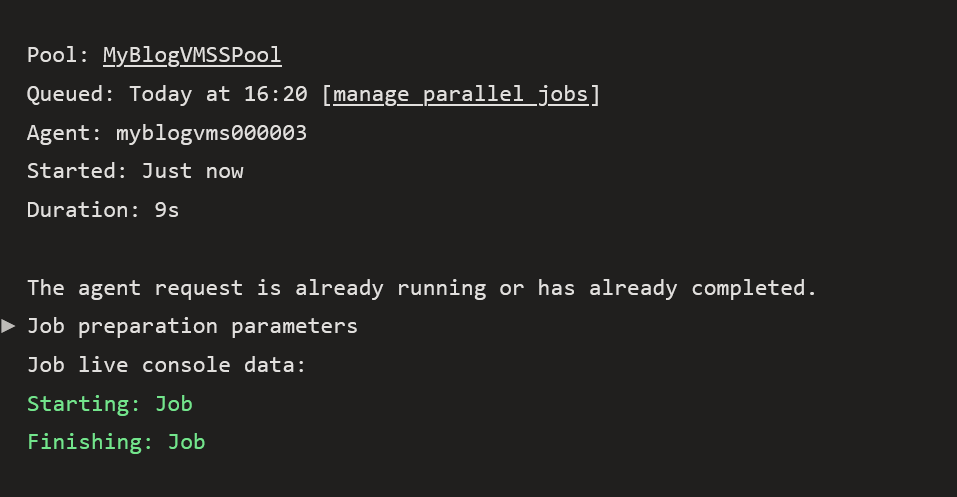 Pool: MyBlogVMSSPool
Queued: Today at 16:20 [manage parallel jobs]
Agent: myblogvms000003
Started: Just now
Duration: 9s
The agent request is already running or has already completed.
Job preparation parameters
Job live console data:
Starting: Job
Finishing: Job